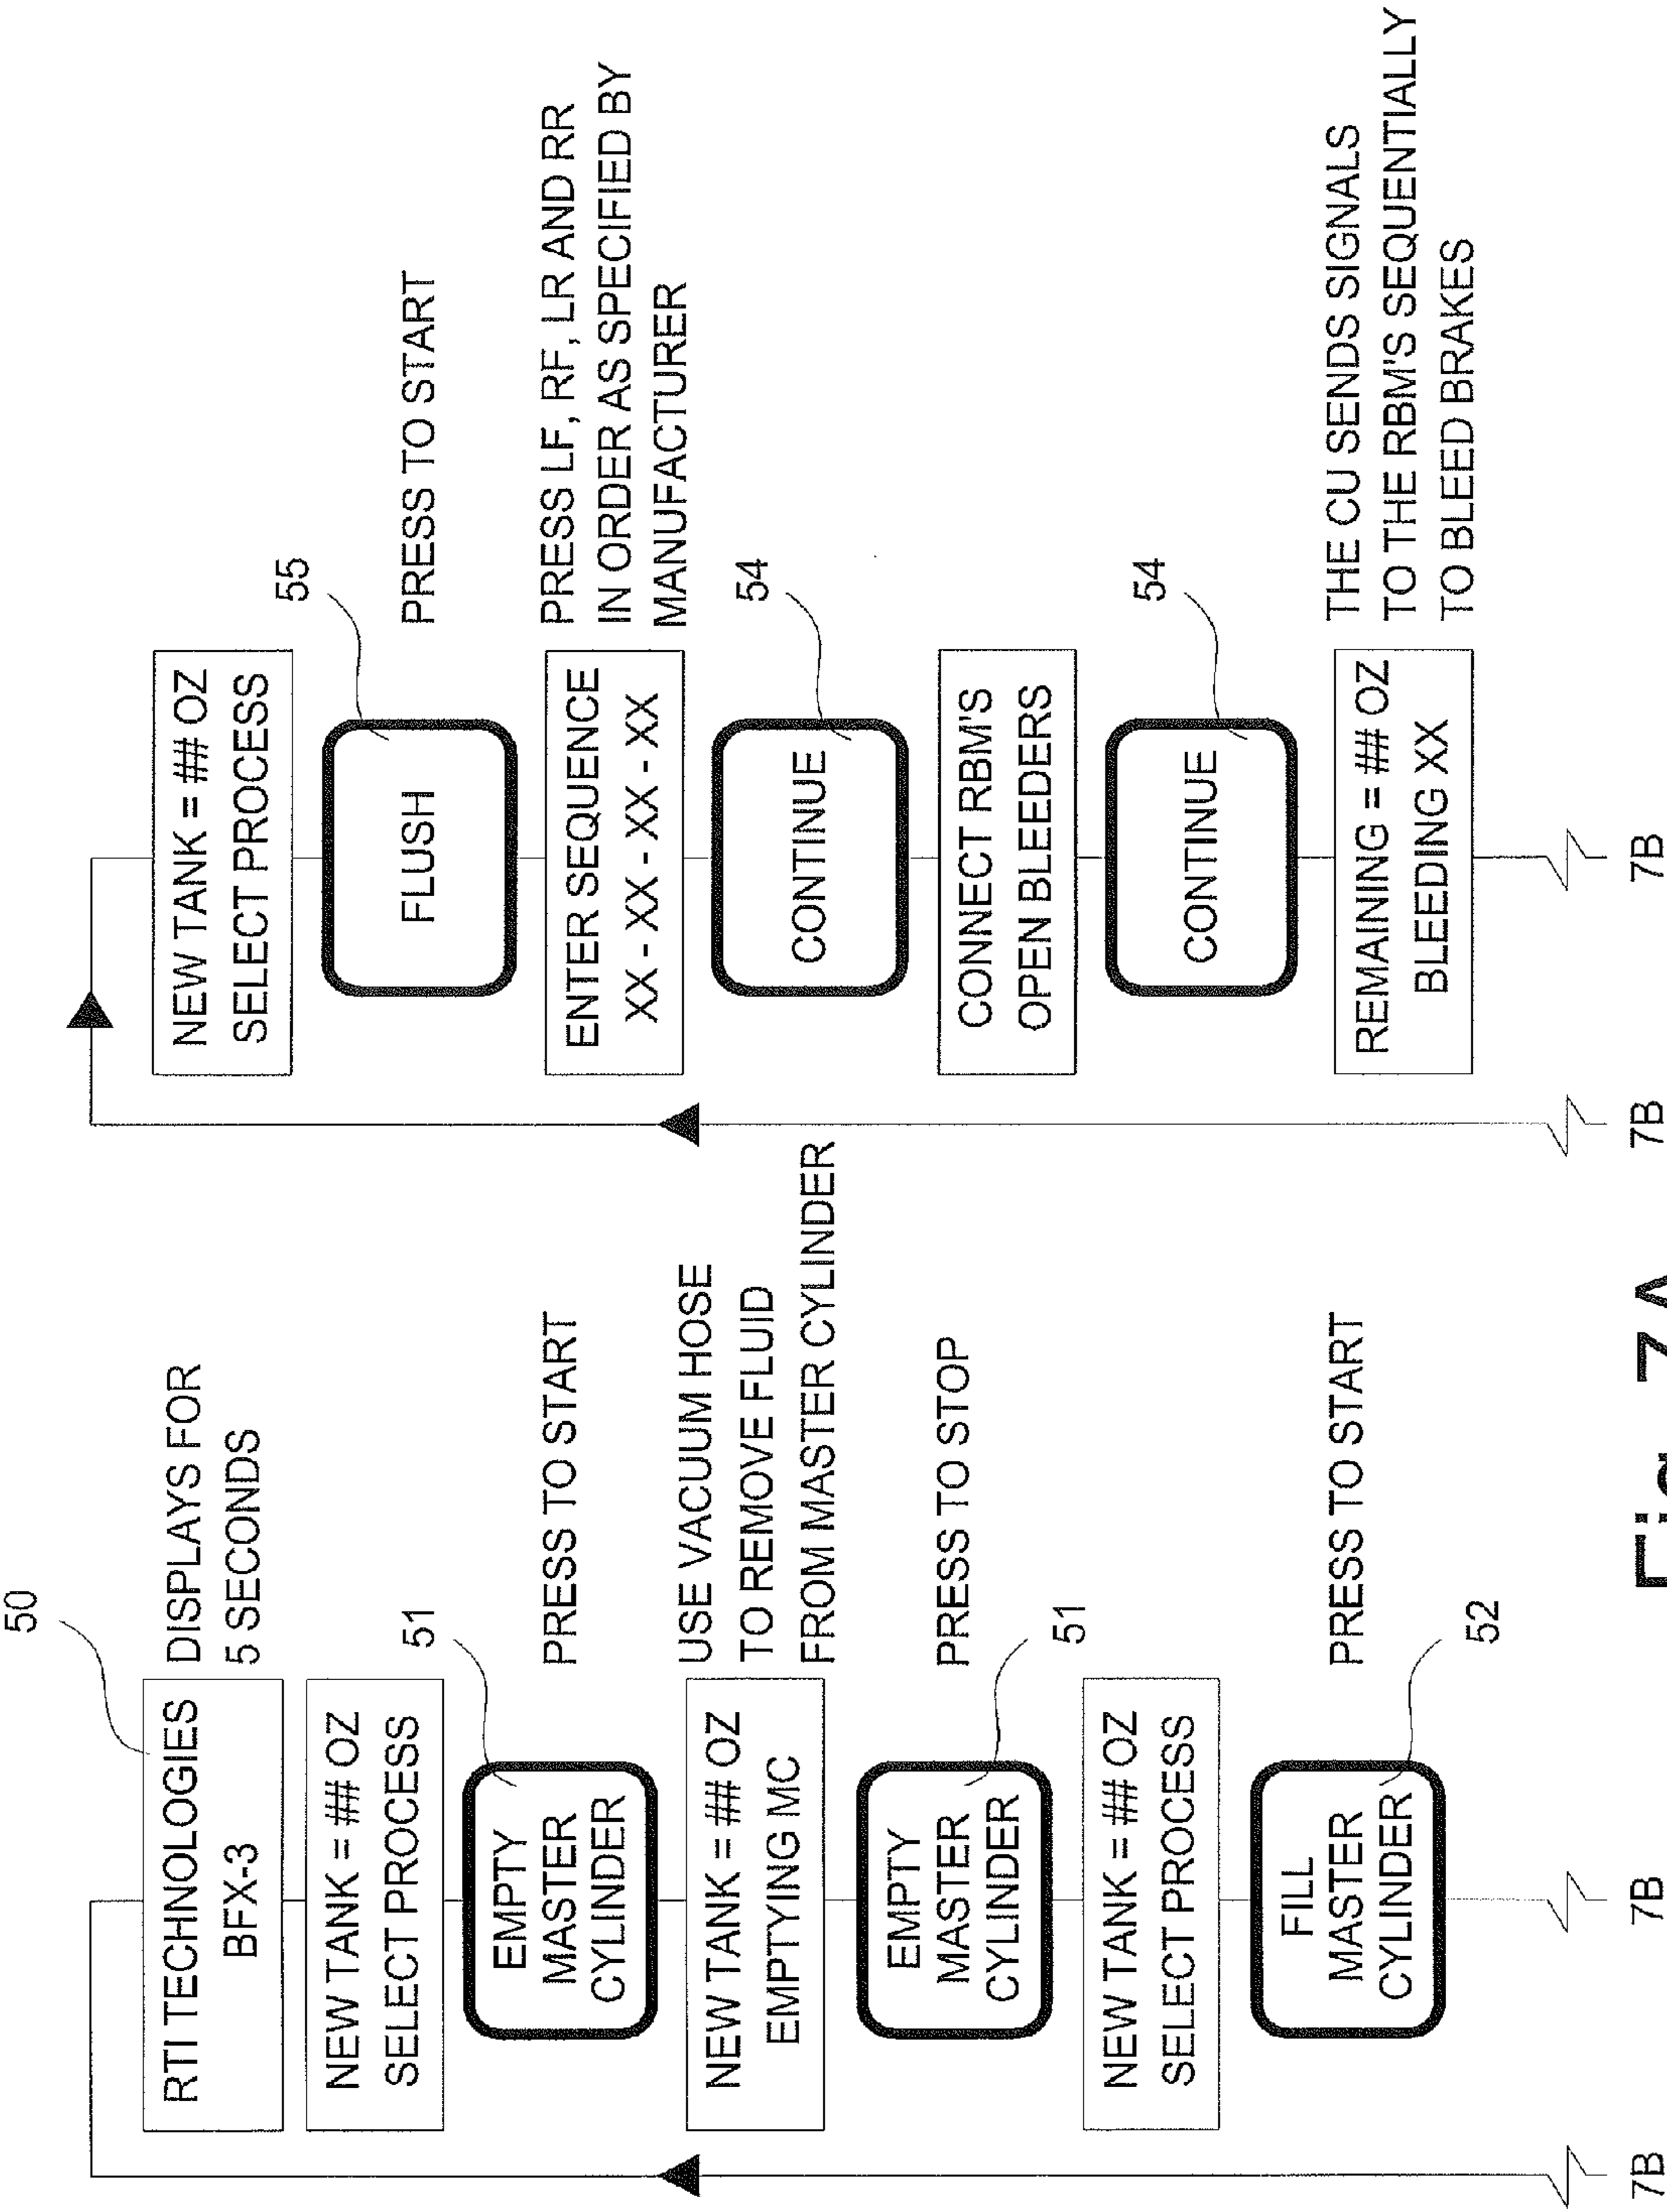 50
RTI TECHNOLOGIES
BFX-3
DISPLAYS FOR
5 SECONDS
NEW TANK = ## OZ
SELECT PROCESS
51
EMPTY
MASTER
CYLINDER
PRESS TO START
NEW TANK = ## OZ
EMPTYING MC
USE VACUUM HOSE
TO REMOVE FLUID
FROM MASTER CYLINDER
EMPTY
MASTER
CYLINDER
PRESS TO STOP
51
NEW TANK = ## OZ
SELECT PROCESS
FILL
MASTER
CYLINDER
PRESS TO START
52
7B
7B
NEW TANK = ## OZ
SELECT PROCESS
55
FLUSH
PRESS TO START
ENTER SEQUENCE
XX - XX - XX - XX
PRESS LF, RF, LR AND RR
IN ORDER AS SPECIFIED BY
MANUFACTURER
54
CONTINUE
CONNECT RBM'S
OPEN BLEEDERS
54
CONTINUE
REMAINING = ## OZ
BLEEDING XX
THE CU SENDS SIGNALS
TO THE RBM'S SEQUENTIALLY
TO BLEED BRAKES
7B
7B
Fig. 7A